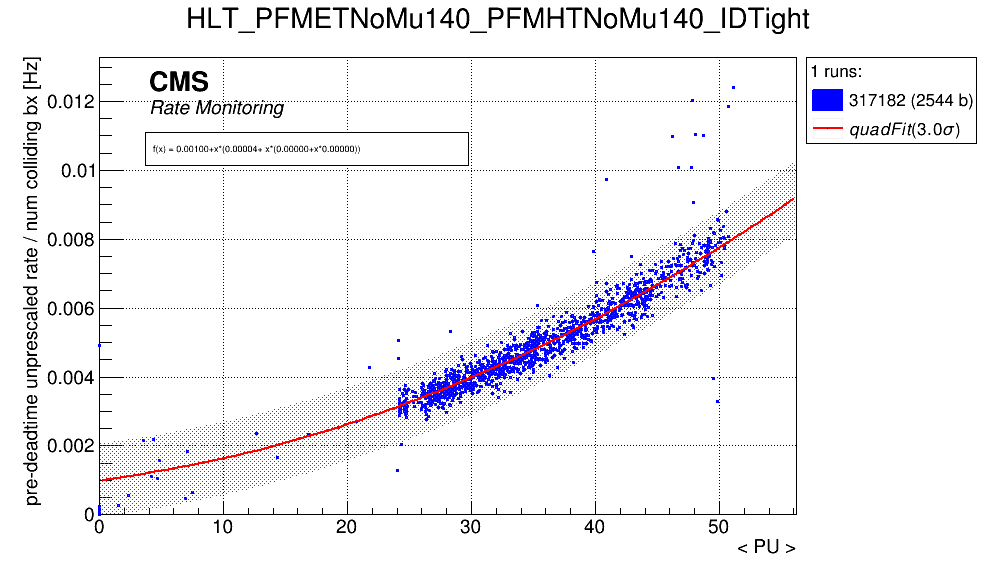 HLT_PFMETNoMu140_PFMHTNoMu140_IDTight
pre-deadtime unprescaled rate / num colliding bx [Hz]
CMS
Rate Monitoring
f(x) = 0.00100+x*(0.00004+ x*(0.00000+x*0.00000))
1 runs:
317182 (2544 b)
quadFit(3.0σ)
0.012
0.01
0.008
0.006
0.004
0.002
0
0 10 20 30 40 50
< PU >